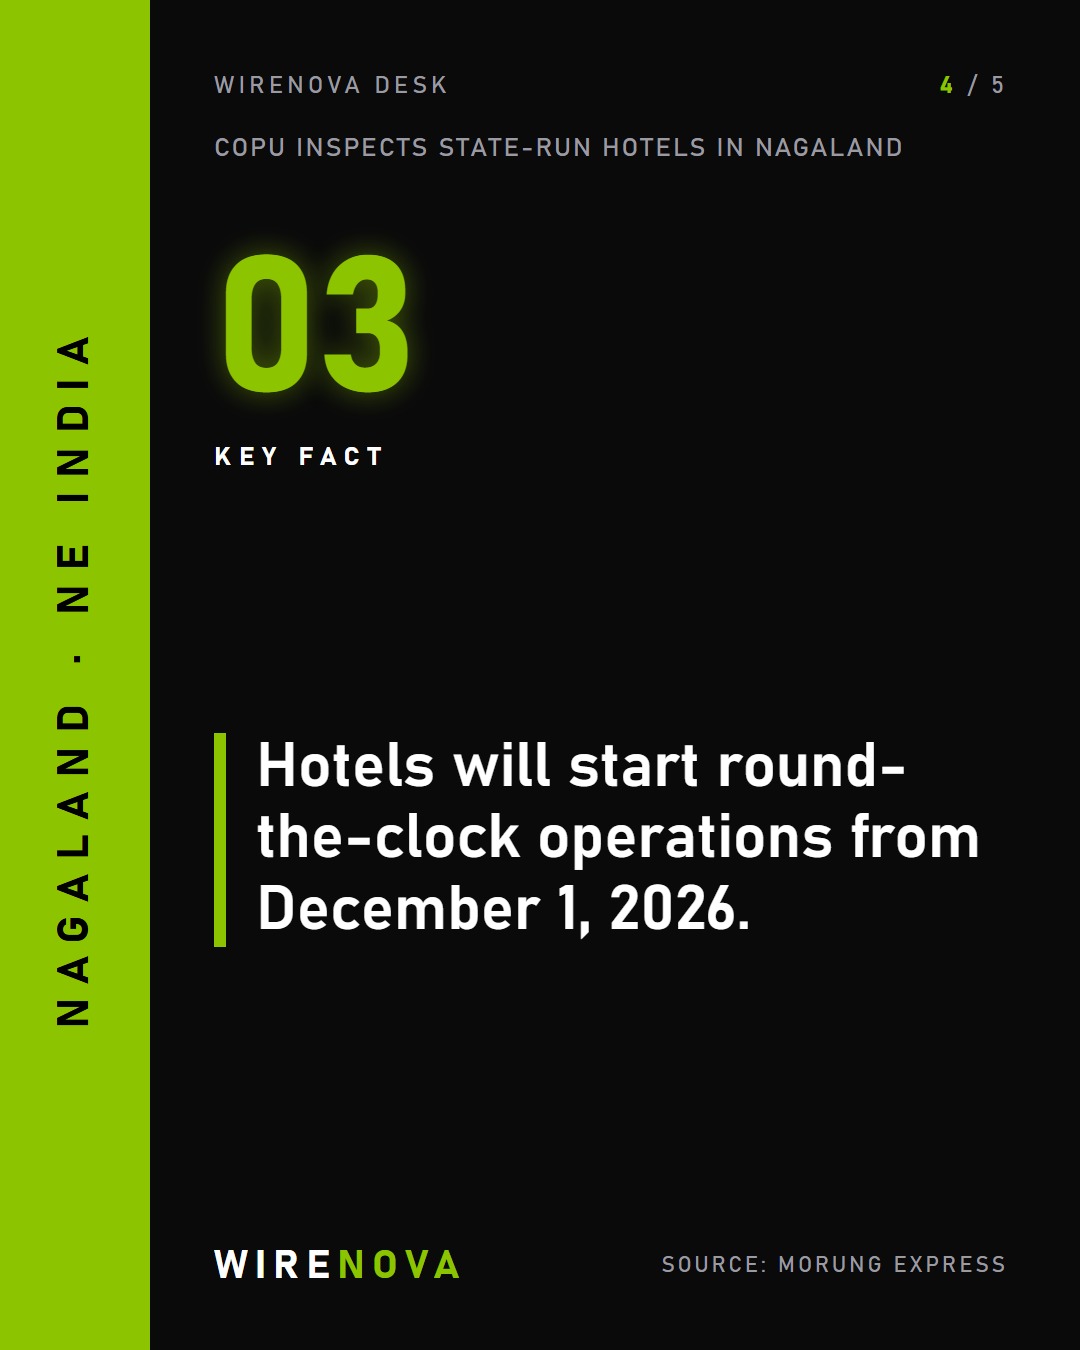 WIRENOVA DESK
4 / 5
COPU INSPECTS STATE-RUN HOTELS IN NAGALAND
03
KEY FACT
NAGALAND · NE INDIA
Hotels will start round-
the-clock operations from
December 1, 2026.
WIRENOVA
SOURCE: MORUNG EXPRESS